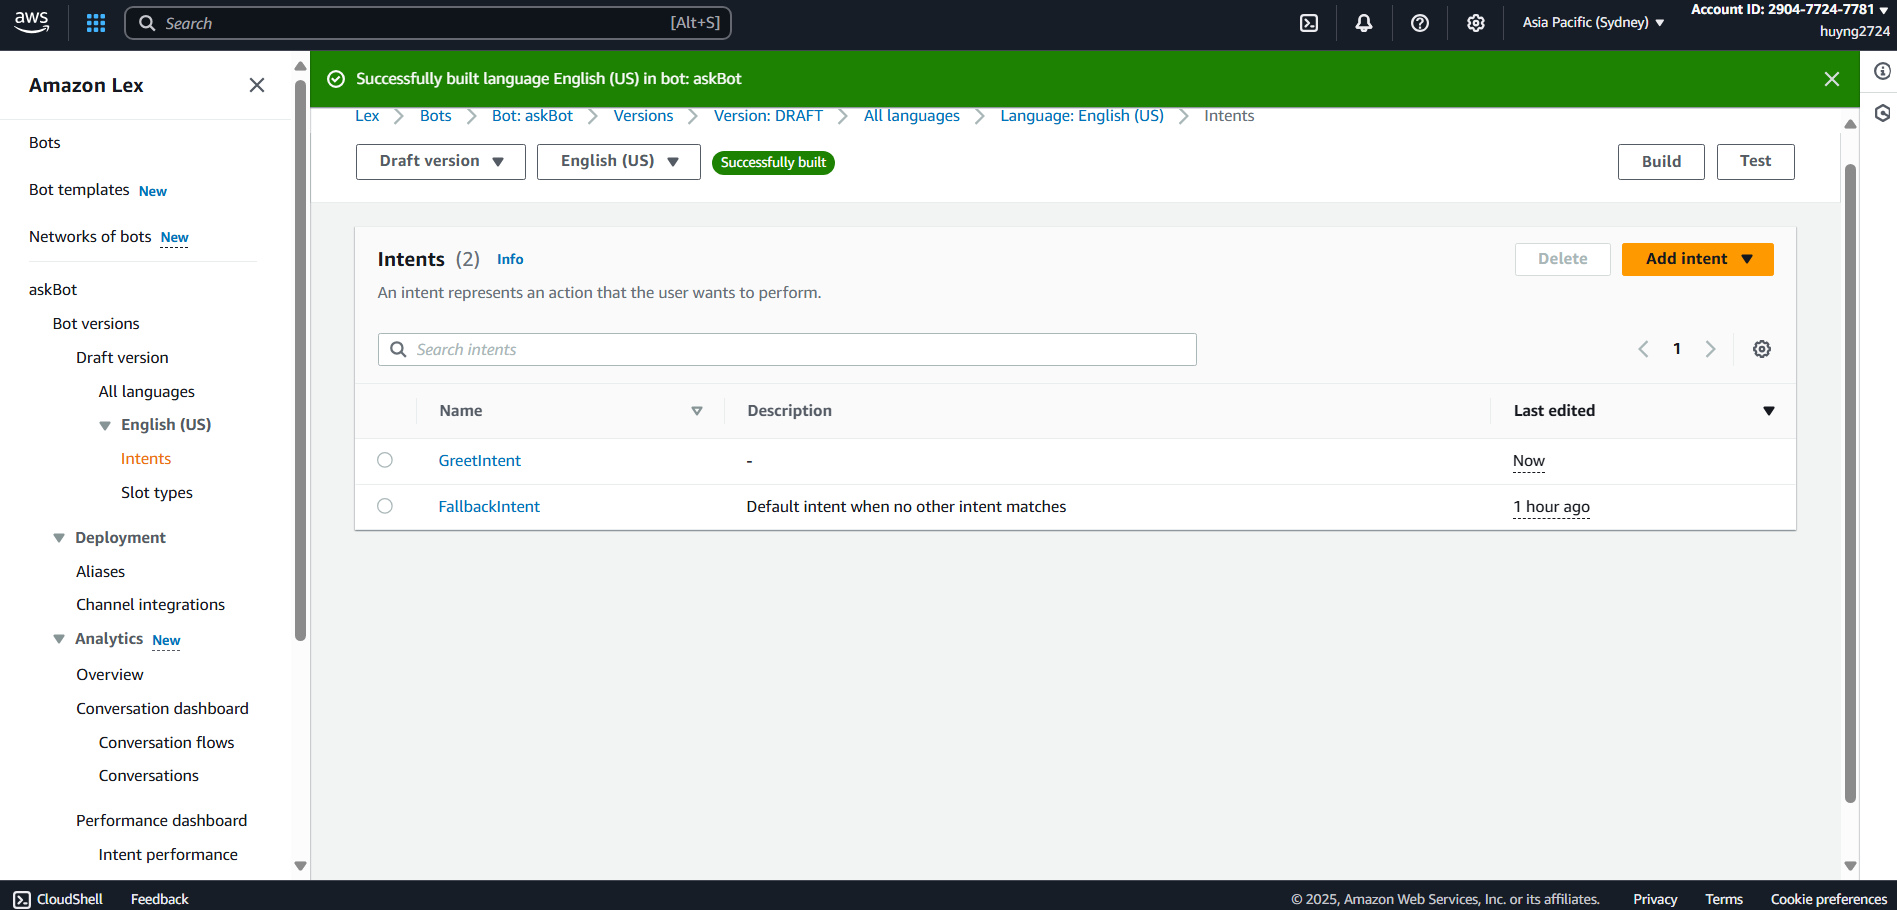 aws
Search [Alt+S]
Asia Pacific (Sydney)
Account ID: 2904-7724-7781
huyng2724
Amazon Lex
Bots
Bot templates New
Networks of bots New
askBot
Bot versions
Draft version
All languages
English (US)
Intents
Slot types
Deployment
Aliases
Channel integrations
Analytics New
Overview
Conversation dashboard
Conversation flows
Conversations
Performance dashboard
Intent performance
Successfully built language English (US) in bot: askBot
Lex Bots Bot: askBot Versions Version: DRAFT All languages Language: English (US) Intents
Draft version English (US) Successfully built Build Test
Intents (2) Info Delete Add intent
An intent represents an action that the user wants to perform.
Search intents 1
Name Description Last edited
GreetIntent - Now
FallbackIntent Default intent when no other intent matches 1 hour ago
CloudShell Feedback © 2025, Amazon Web Services, Inc. or its affiliates. Privacy Terms Cookie preferences